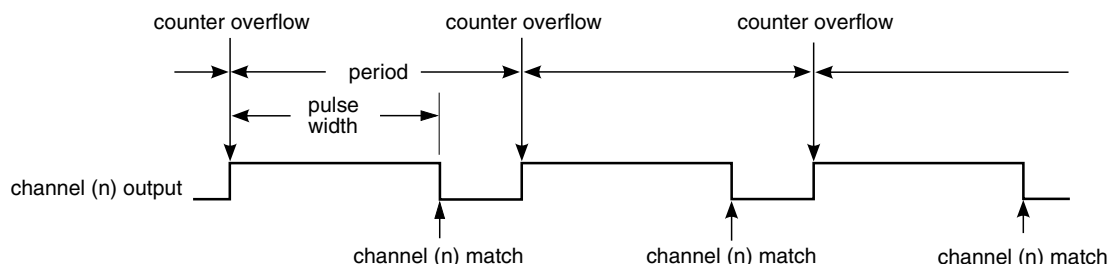 counter overflow counter overflow counter overflow
period
pulse
width
channel (n) output
channel (n) match channel (n) match channel (n) match